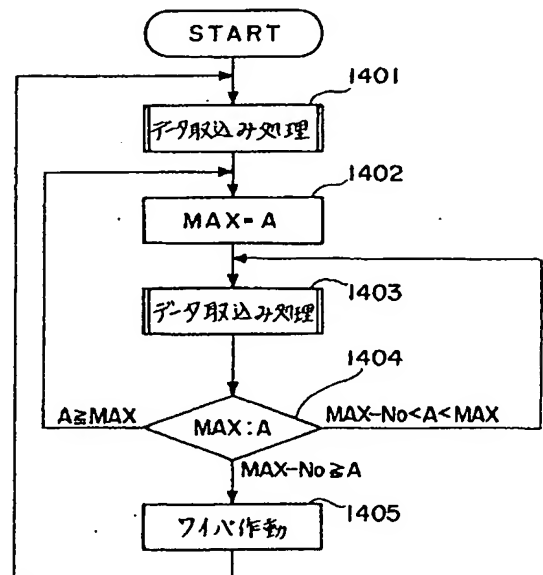 START
1401
データ取込み処理
1402
MAX=A
1403
データ取込み処理
1404
A≧MAX
MAX:A
MAX-No<A<MAX
MAX-No≧A
1405
ワイパ作動